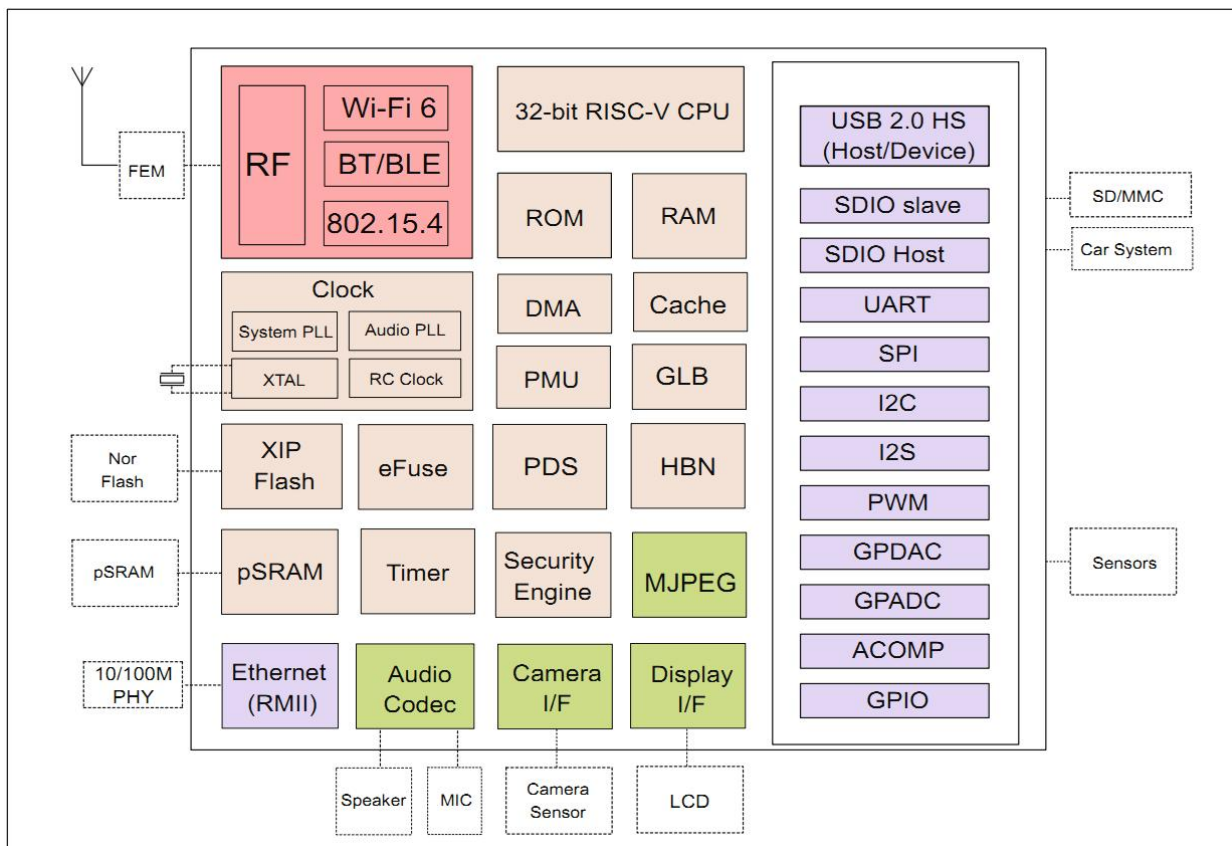 Wi-Fi 6
RF
BT/BLE
802.15.4
FEM
32-bit RISC-V CPU
ROM
RAM
Clock
System PLL
Audio PLL
XTAL
RC Clock
DMA
Cache
PMU
GLB
Nor
Flash
XIP
Flash
eFuse
PDS
HBN
pSRAM
pSRAM
Timer
Security
Engine
MJPEG
10/100M
PHY
Ethernet
(RMII)
Audio
Codec
Camera
I/F
Display
I/F
Speaker
MIC
Camera
Sensor
LCD
USB 2.0 HS
(Host/Device)
SDIO slave
SDIO Host
UART
SPI
I2C
I2S
PWM
GPDAC
GPADC
ACOMP
GPIO
SD/MMC
Car System
Sensors